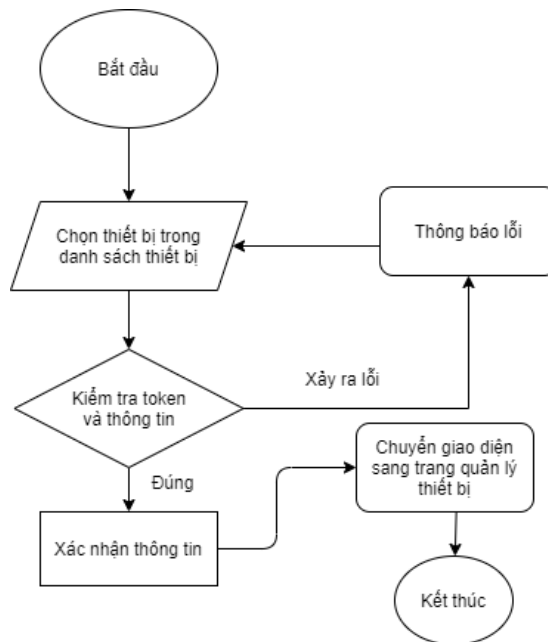 Bắt đầu
Chọn thiết bị trong
danh sách thiết bị
Thông báo lỗi
Kiểm tra token
và thông tin
Xảy ra lỗi
Đúng
Chuyển giao diện
sang trang quản lý
thiết bị
Xác nhận thông tin
Kết thúc